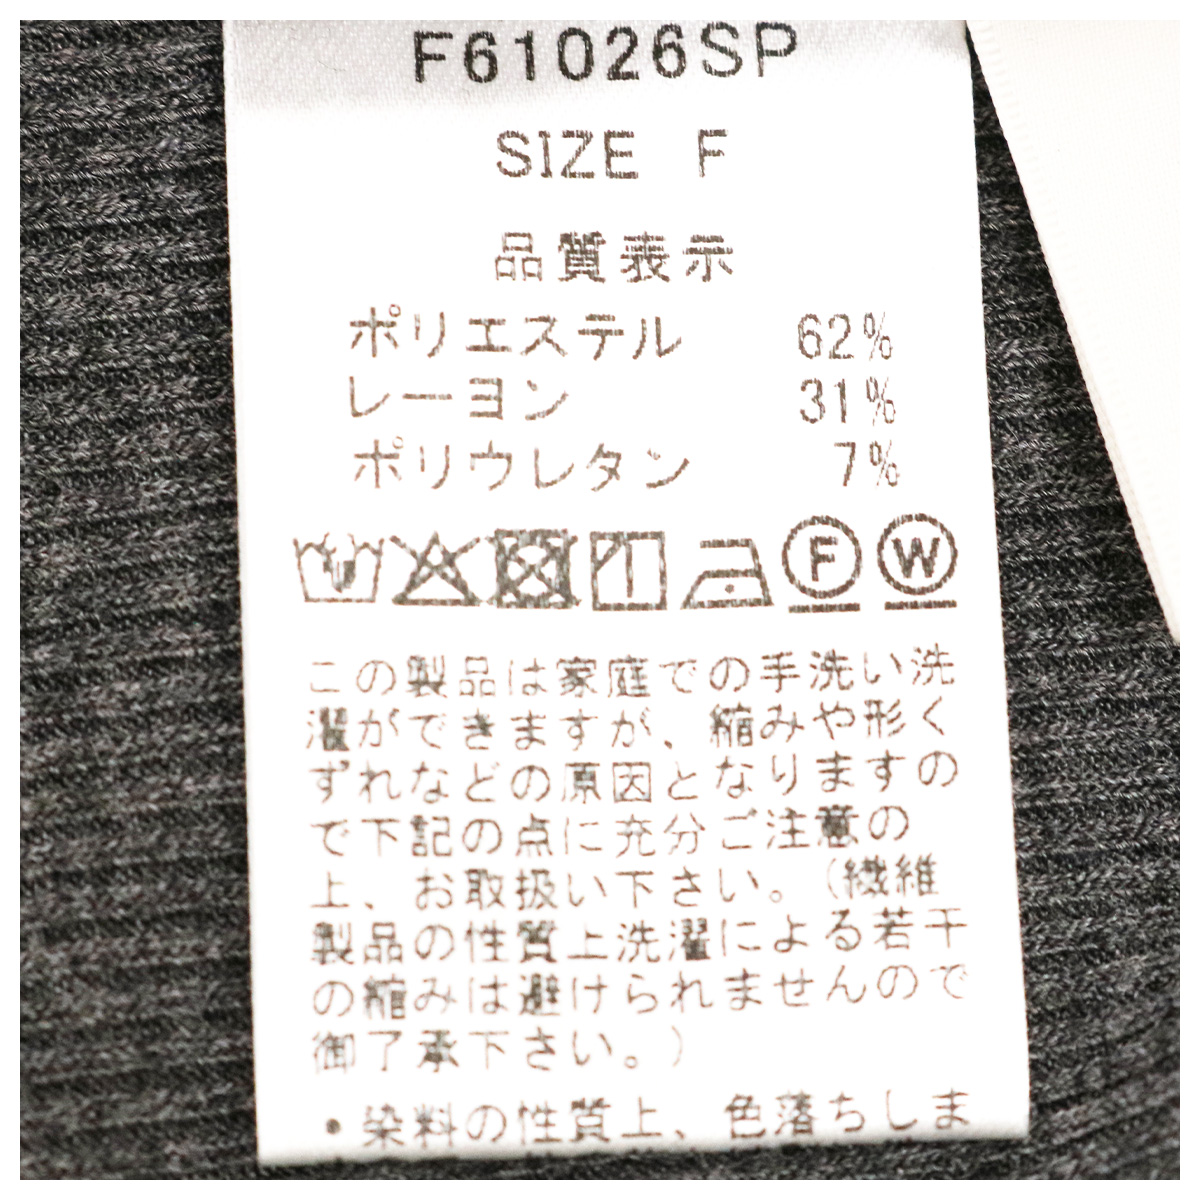 F61026SP
SIZE F
品質表示
ポリエステル 62%
レーヨン 31%
ポリウレタン 7%
F W
この製品は家庭での手洗い洗
濯ができますが、縮みや形く
ずれなどの原因となりますの
で下記の点に充分ご注意の
上、お取扱い下さい。(繊維
製品の性質上洗濯による若干
の縮みは避けられませんので
御了承下さい。)
・染料の性質上、色落ちしま